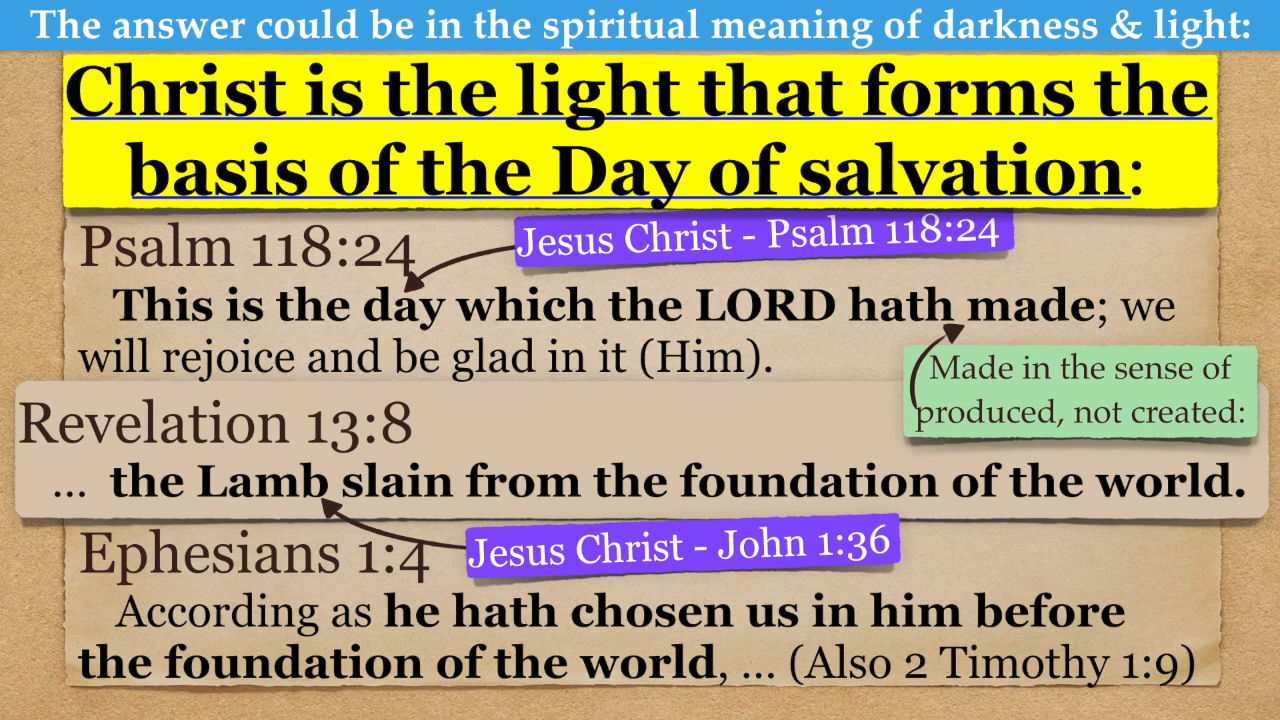 The answer could be in the spiritual meaning of darkness & light:
Christ is the light that forms the
basis of the Day of salvation:
Psalm 118:24
Jesus Christ - Psalm 118:24
This is the day which the LORD hath made; we
will rejoice and be glad in it (Him).
Made in the sense of
produced, not created:
Revelation 13:8
... the Lamb slain from the foundation of the world.
Ephesians 1:4
Jesus Christ - John 1:36
According as he hath chosen us in him before
the foundation of the world, ... (Also 2 Timothy 1:9)